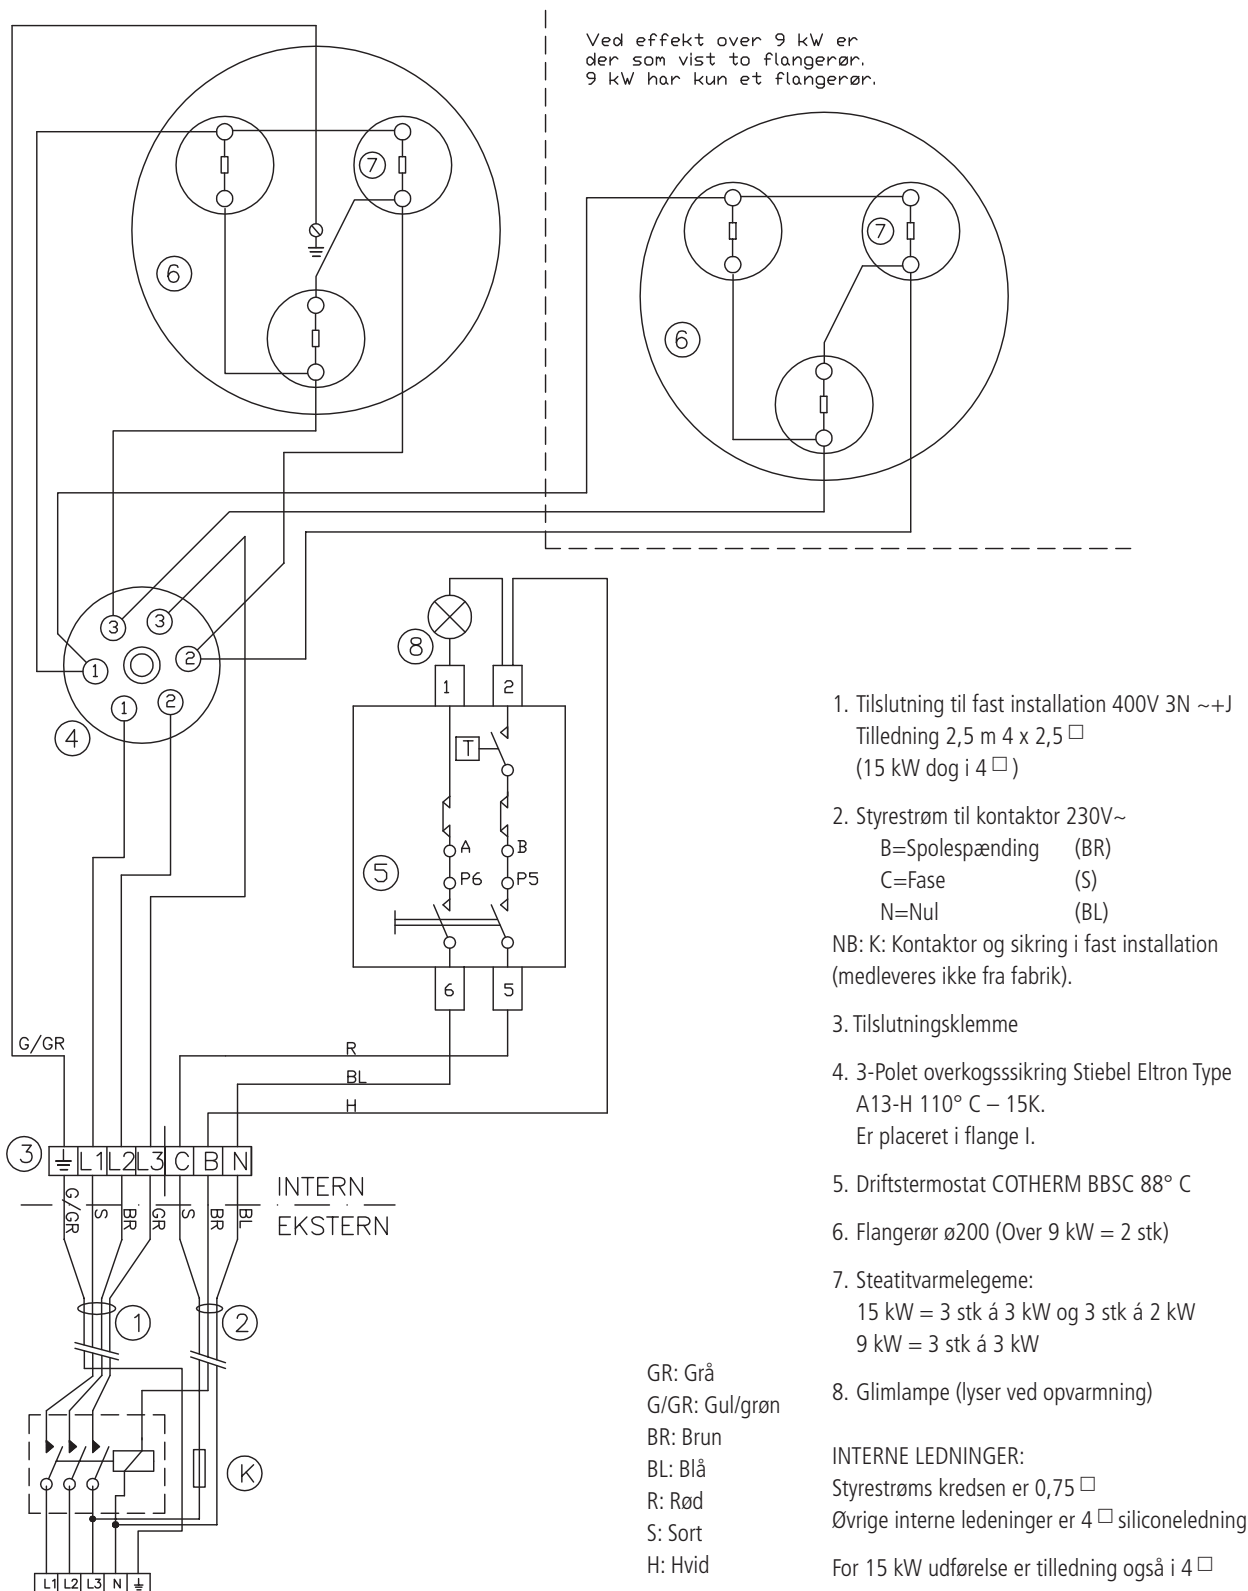 Ved effekt over 9 kW er
der som vist to flangerør.
9 kW har kun et flangerør.
7
6
7
6
3
3
2
1
2
1
4
8
1
2
T
A
B
P6
P5
5
6
5
G/GR
R
BL
H
3
L1
L2
L3
C
B
N
INTERN
EKSTERN
G/GR
S
BR
GR
S
BR
BL
1
2
K
L1
L2
L3
N
1. Tilslutning til fast installation 400V 3N ~+J
Tilledning 2,5 m 4 x 2,5 □
(15 kW dog i 4 □ )
2. Styrestrøm til kontaktor 230V~
B=Spolespænding (BR)
C=Fase (S)
N=Nul (BL)
NB: K: Kontaktor og sikring i fast installation
(medleveres ikke fra fabrik).
3. Tilslutningsklemme
4. 3-Polet overkogsssikring Stiebel Eltron Type
A13-H 110° C – 15K.
Er placeret i flange I.
5. Driftstermostat COTHERM BBSC 88° C
6. Flangerør ø200 (Over 9 kW = 2 stk)
7. Steatitvarmelegeme:
15 kW = 3 stk á 3 kW og 3 stk á 2 kW
9 kW = 3 stk á 3 kW
8. Glimlampe (lyser ved opvarmning)
GR: Grå
G/GR: Gul/grøn
BR: Brun
BL: Blå
R: Rød
S: Sort
H: Hvid
INTERNE LEDNINGER:
Styrestrøms kredsen er 0,75 □
Øvrige interne ledeninger er 4 □ siliconeledning
For 15 kW udførelse er tilledning også i 4 □